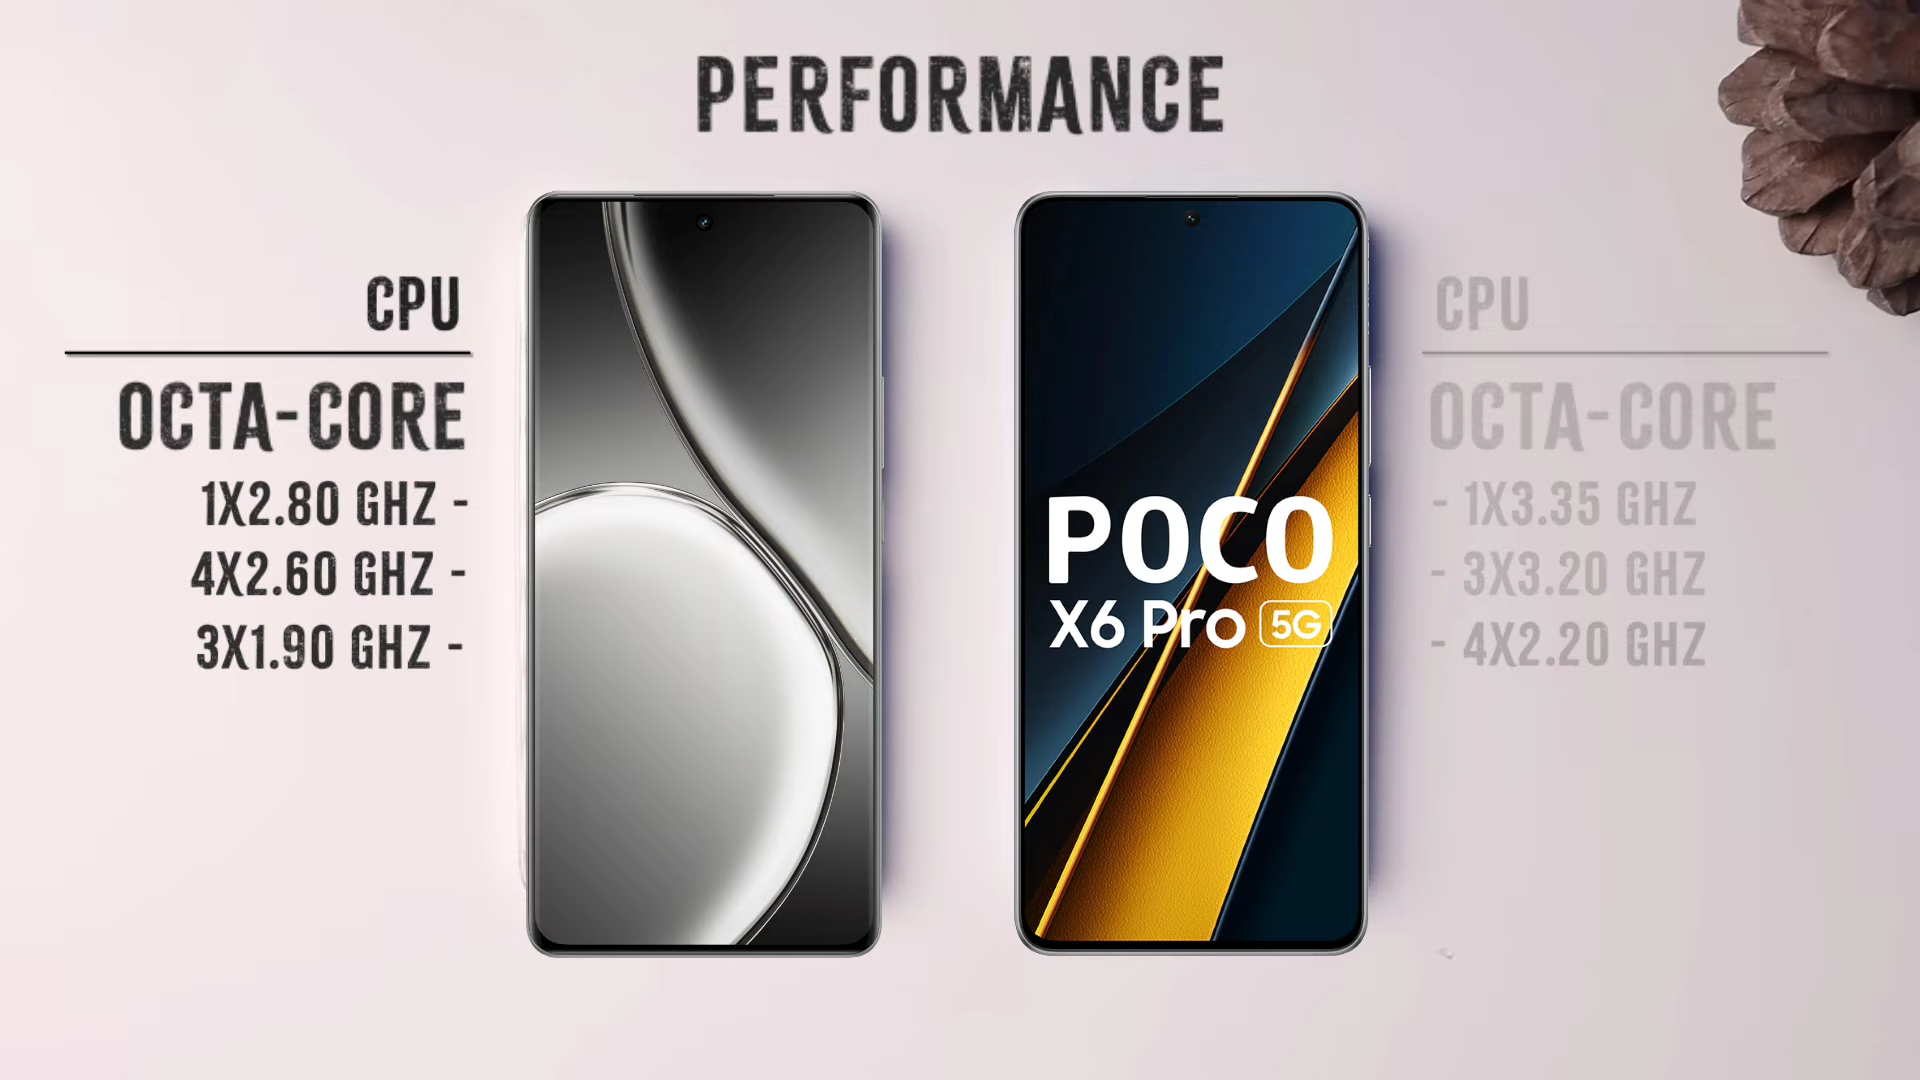 PERFORMANCE
CPU
OCTA-CORE
1X2.80 GHZ -
4X2.60 GHZ -
3X1.90 GHZ -
POCO
X6 Pro 5G
CPU
OCTA-CORE
- 1X3.35 GHZ
- 3X3.20 GHZ
- 4X2.20 GHZ